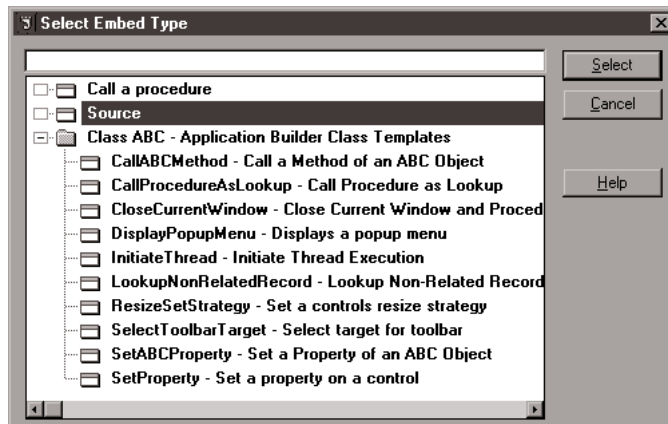 Select Embed Type
Select
Call a procedure
Source
Cancel
Class ABC - Application Builder Class Templates
CallABCMethod - Call a Method of an ABC Object
CallProcedureAsLookup - Call Procedure as Lookup
Help
CloseCurrentWindow - Close Current Window and Proced
DisplayPopupMenu - Displays a popup menu
InitiateThread - Initiate Thread Execution
LookupNonRelatedRecord - Lookup Non-Related Record
ResizeSetStrategy - Set a controls resize strategy
SelectToolbarTarget - Select target for toolbar
SetABCProperty - Set a Property of an ABC Object
SetProperty - Set a property on a control